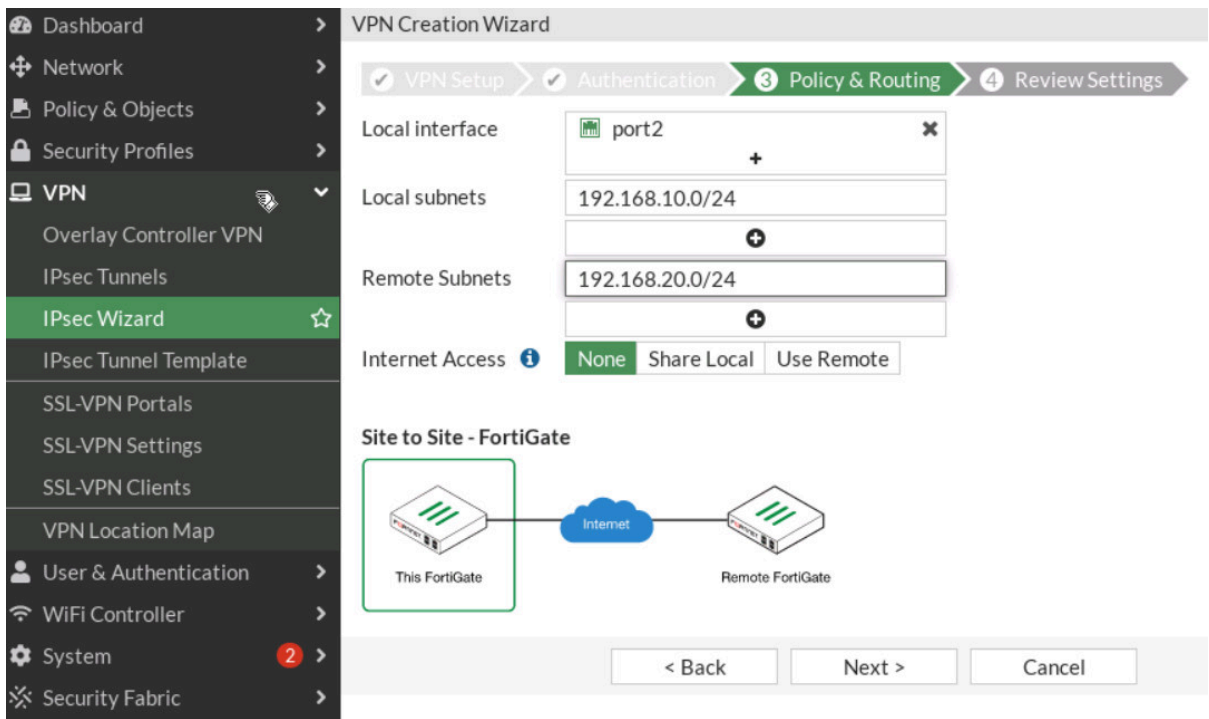 Dashboard
Network
Policy & Objects
Security Profiles
VPN
Overlay Controller VPN
IPsec Tunnels
IPsec Wizard
IPsec Tunnel Template
SSL-VPN Portals
SSL-VPN Settings
SSL-VPN Clients
VPN Location Map
User & Authentication
WiFi Controller
System 2
Security Fabric
VPN Creation Wizard
VPN Setup Authentication 3 Policy & Routing 4 Review Settings
Local interface port2
Local subnets 192.168.10.0/24
Remote Subnets 192.168.20.0/24
Internet Access None Share Local Use Remote
Site to Site - FortiGate
Internet
This FortiGate Remote FortiGate
< Back Next > Cancel